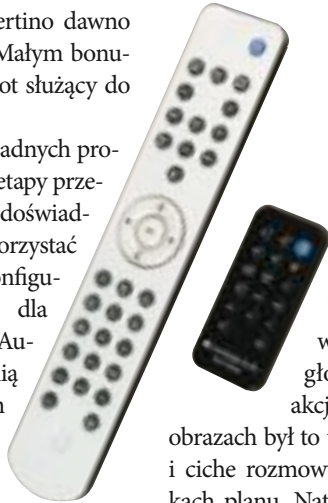 ertino dawno
Małym bonu-
ot służący do
adnych pro-
etapy prze-
doświad-
orzystać
onfigu-
dla
Au-
nią
w
gło
akcj
obrazach był to
i ciche rozmow
kach planu. Nat